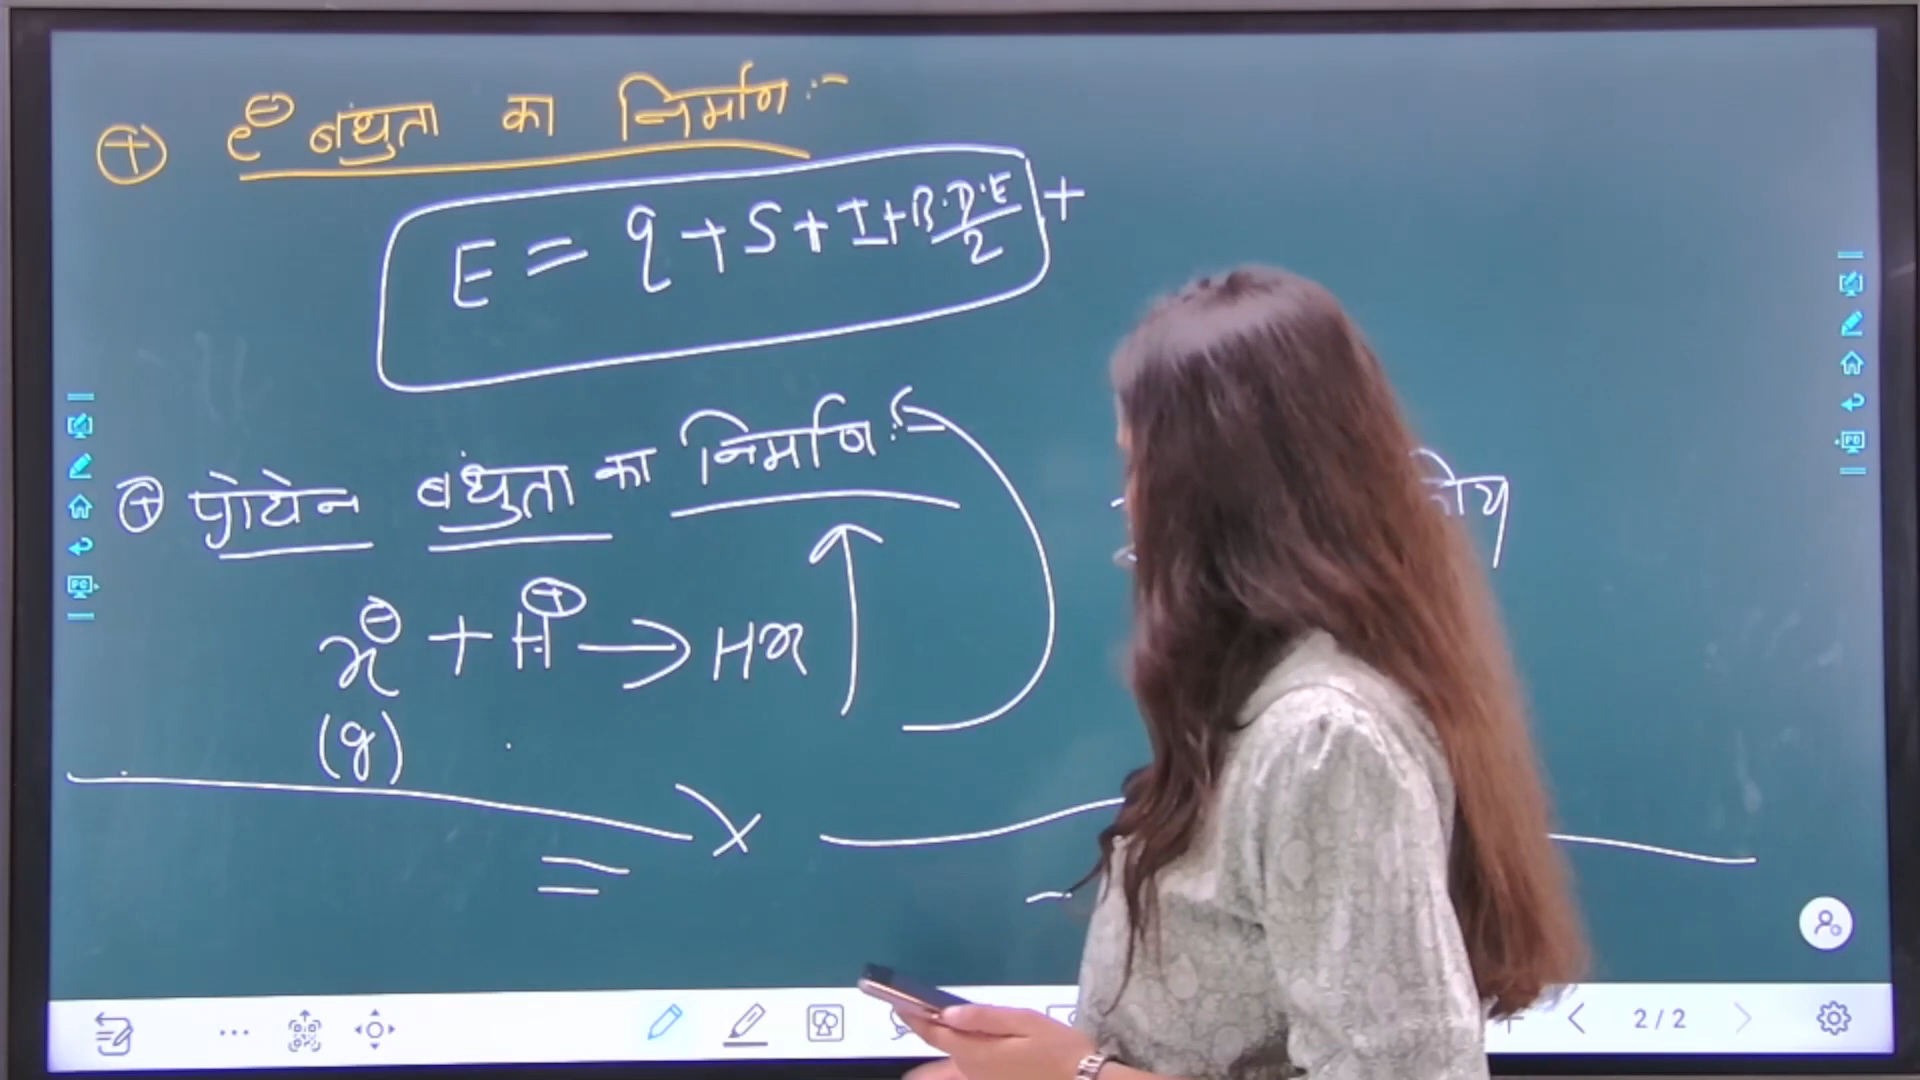 ⊕ e⊖ बंधुता का निर्माण :-
E = q + S + I + B.D.E/2 +
⊕ प्रोटोन बंधुता का निर्माण :-
x⊖ + H⊕ → Hx ↑
(g)
x
2/2